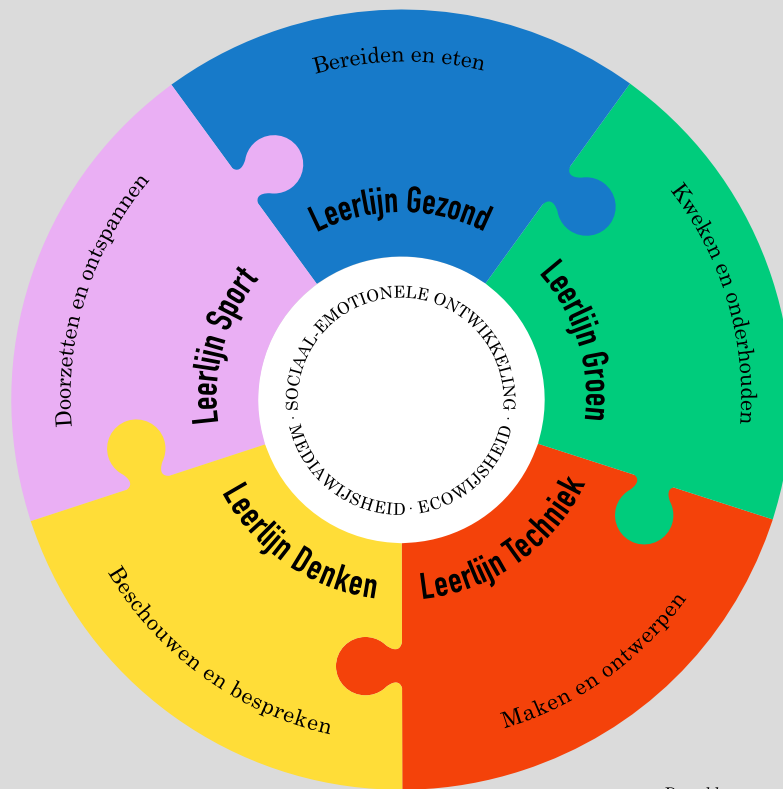 Bereiden en eten
Leerlijn Gezond
Kweken en onderhouden
Leerlijn Groen
Maken en ontwerpen
Leerlijn Techniek
Beschouwen en bespreken
Leerlijn Denken
Doorzetten en ontspannen
Leerlijn Sport
· SOCIAAL-EMOTIONELE ONTWIKKELING · ECOWIJSHEID · MEDIAWIJSHEID